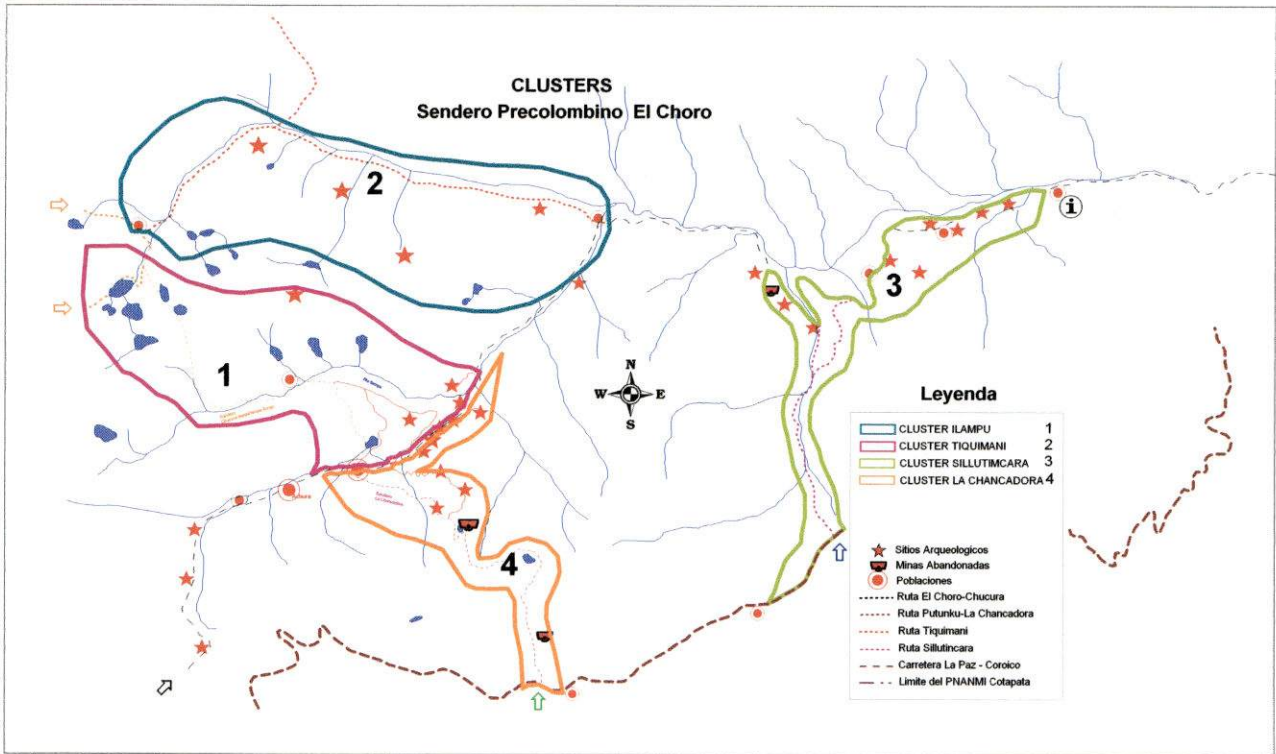 CLUSTERS
Sendero Precolombino El Choro
2
3
1
4
N
W E
S
i
Leyenda
CLUSTER ILAMPU 1
CLUSTER TIQUIMANI 2
CLUSTER SILLUTIMCARA 3
CLUSTER LA CHANCADORA 4
Sitios Arqueologicos
Minas Abandonadas
Poblaciones
Ruta El Choro-Chucura
Ruta Putunku-La Chancadora
Ruta Tiquimani
Ruta Sillutincara
Carretera La Paz - Coroico
Limite del PNANMI Cotapata